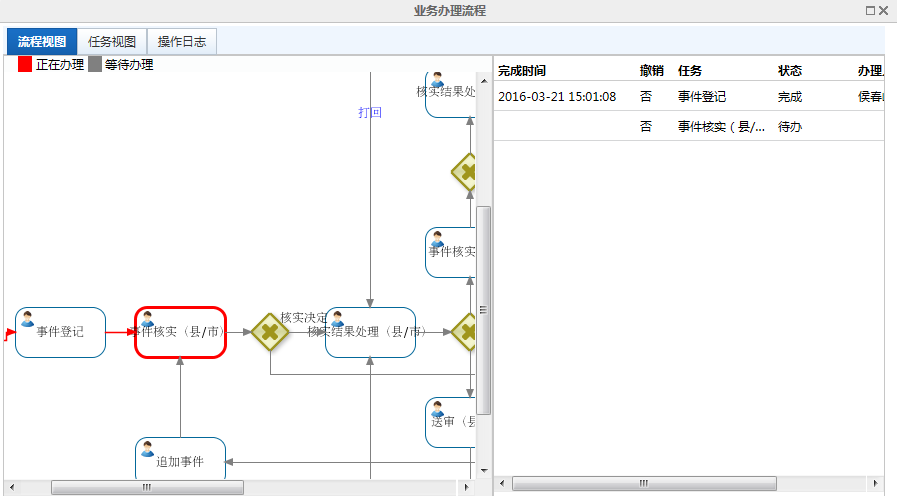 业务办理流程
流程视图 任务视图 操作日志
正在办理 等待办理
完成时间 撤销 任务 状态 办理
2016-03-21 15:01:08 否 事件登记 完成 侯春
否 事件核实（县/... 待办
核实结果处
打回
事件核实
核实决定
事件登记
事件核实（县/市）
核实结果处理（县/市）
送审（县
追加事件